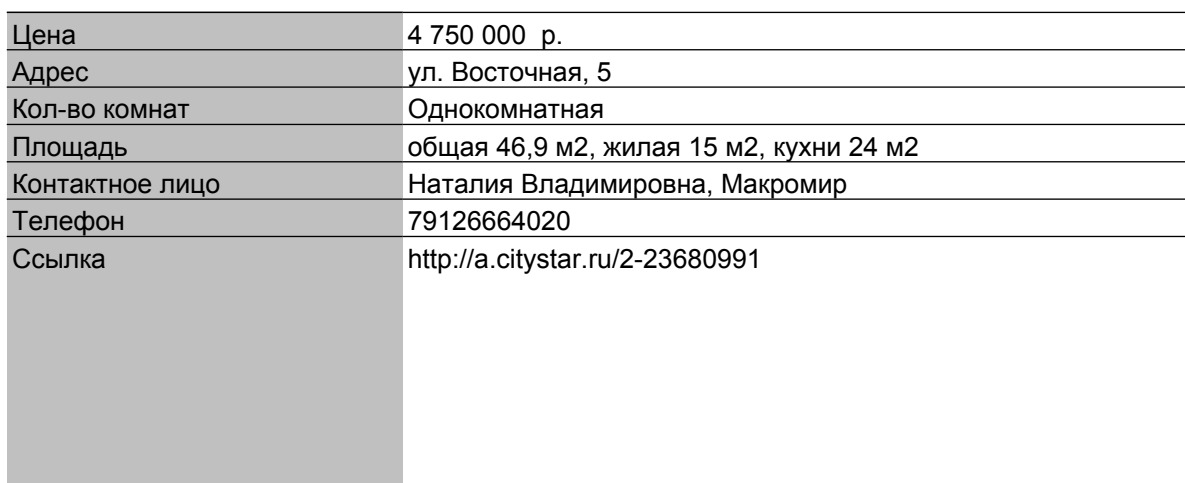 Цена 4 750 000 р.
Адрес ул. Восточная, 5
Кол-во комнат Однокомнатная
Площадь общая 46,9 м2, жилая 15 м2, кухни 24 м2
Контактное лицо Наталия Владимировна, Макромир
Телефон 79126664020
Ссылка http://a.citystar.ru/2-23680991